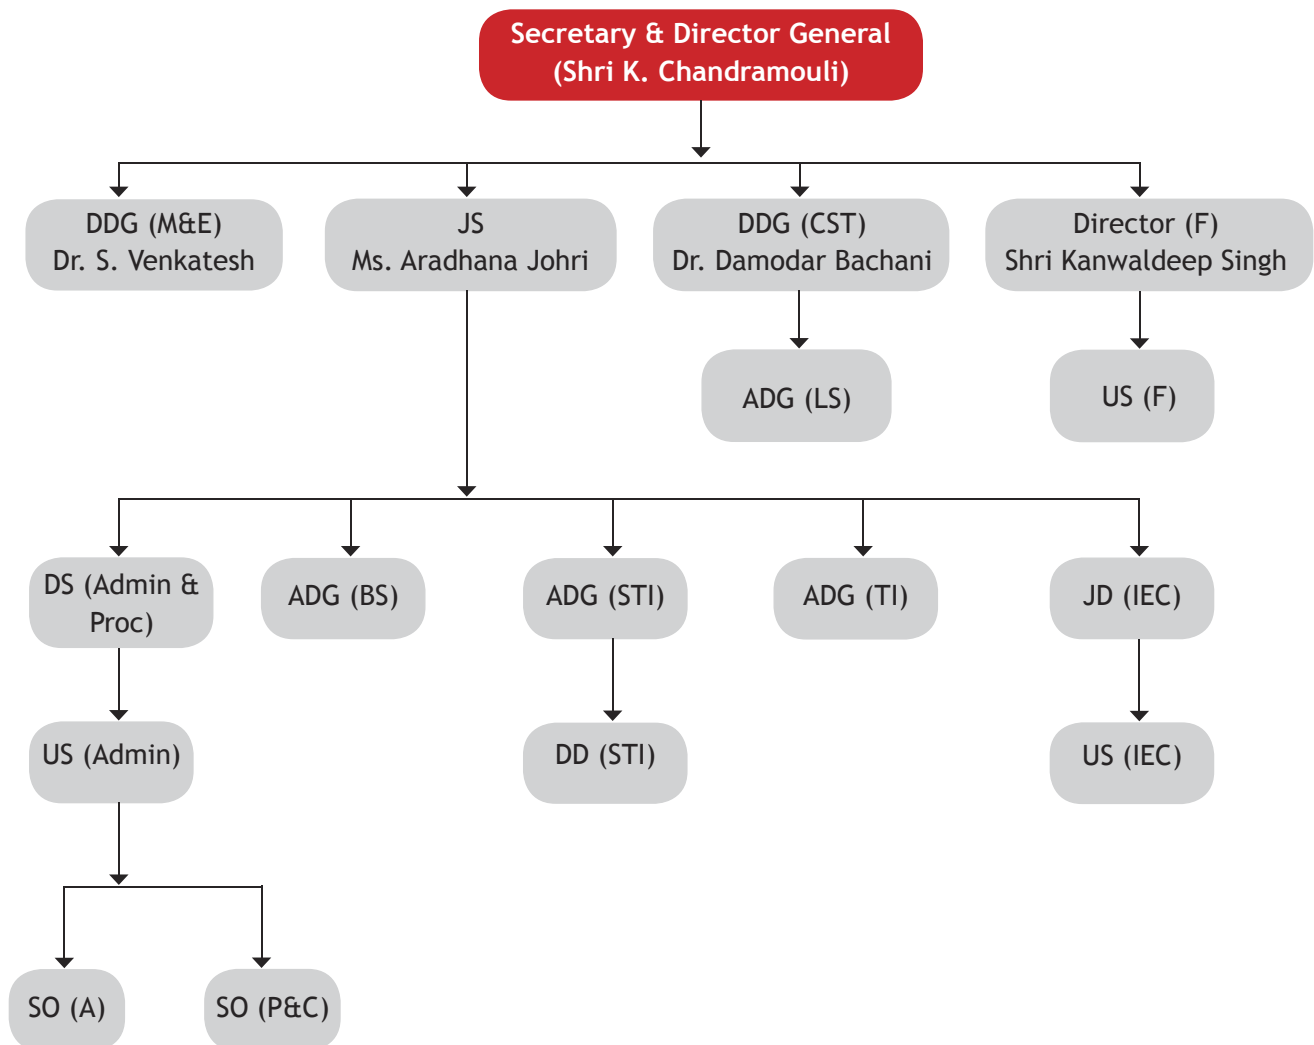 Secretary & Director General
(Shri K. Chandramouli)
DDG (M&E)
Dr. S. Venkatesh
JS
Ms. Aradhana Johri
DDG (CST)
Dr. Damodar Bachani
Director (F)
Shri Kanwaldeep Singh
ADG (LS)
US (F)
DS (Admin &
Proc)
ADG (BS)
ADG (STI)
ADG (TI)
JD (IEC)
US (Admin)
DD (STI)
US (IEC)
SO (A)
SO (P&C)